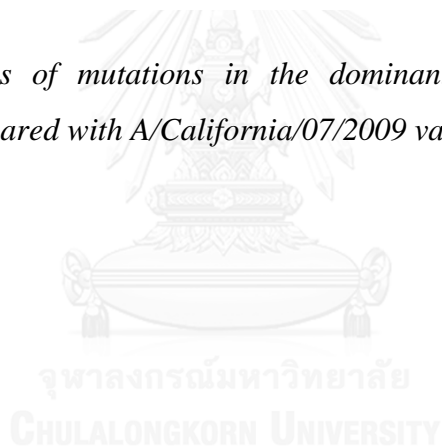 s of mutations in the dominan
ared with A/California/07/2009 va
จุฬาลงกรณ์มหาวิทยาลัย
CHULALONGKORN UNIVERSITY